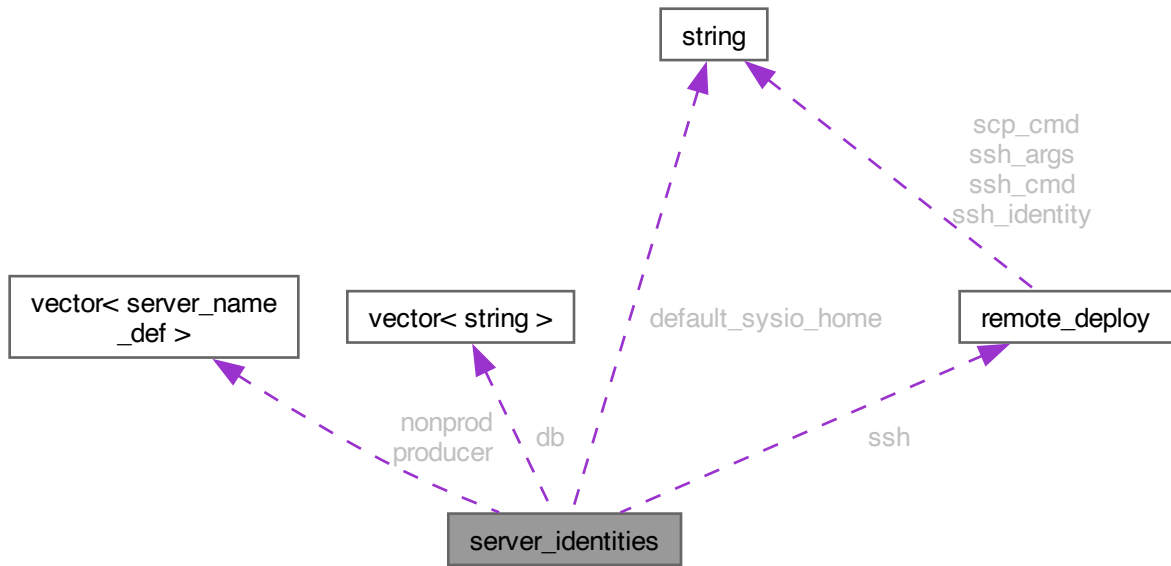 string
scp_cmd
ssh_args
ssh_cmd
ssh_identity
vector< server_name
_def >
vector< string >
default_sysio_home
remote_deploy
nonprod
producer
db
ssh
server_identities